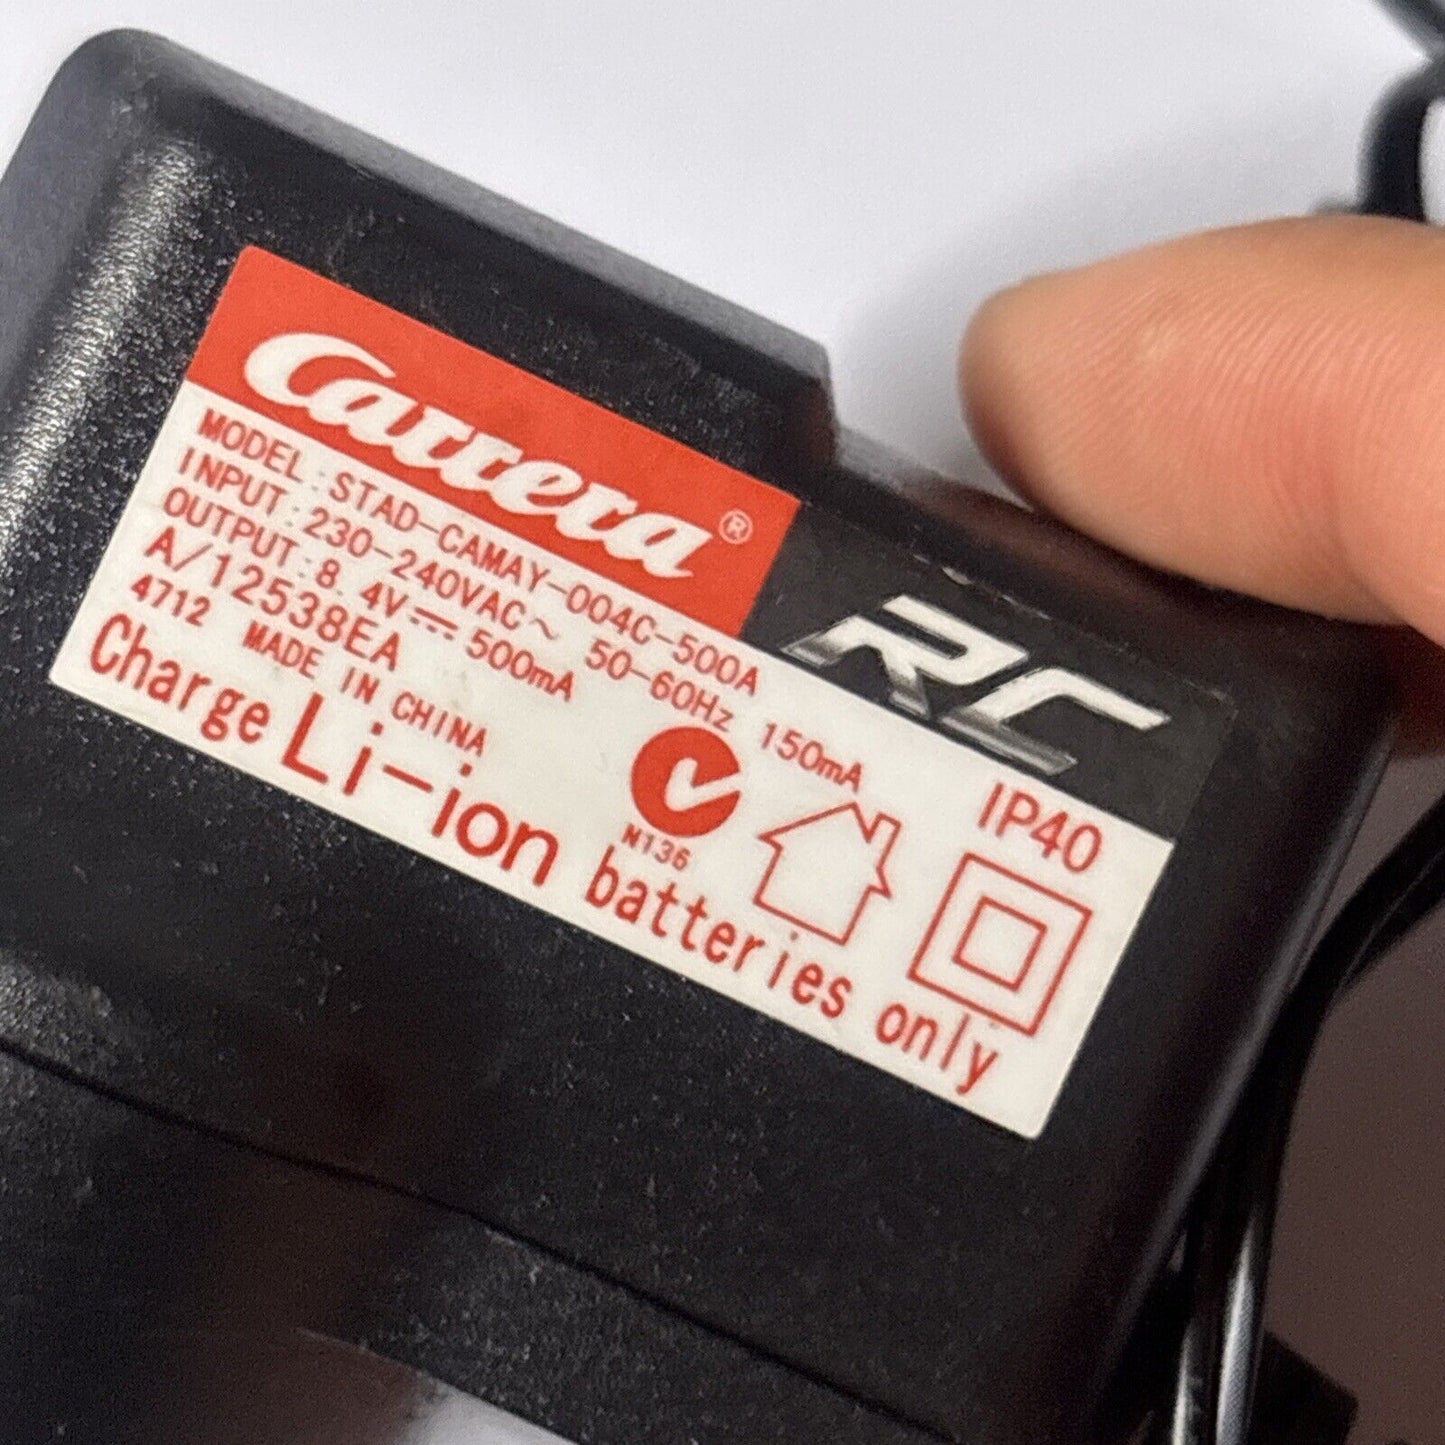 Carrera®
RC
MODEL:STAD-CAMAY-004C-500A
INPUT:230-240VAC~ 50-60Hz 150mA
OUTPUT:8.4V⎓500mA
A/12538EA
4712 MADE IN CHINA
N136
IP40
Charge Li-ion batteries only